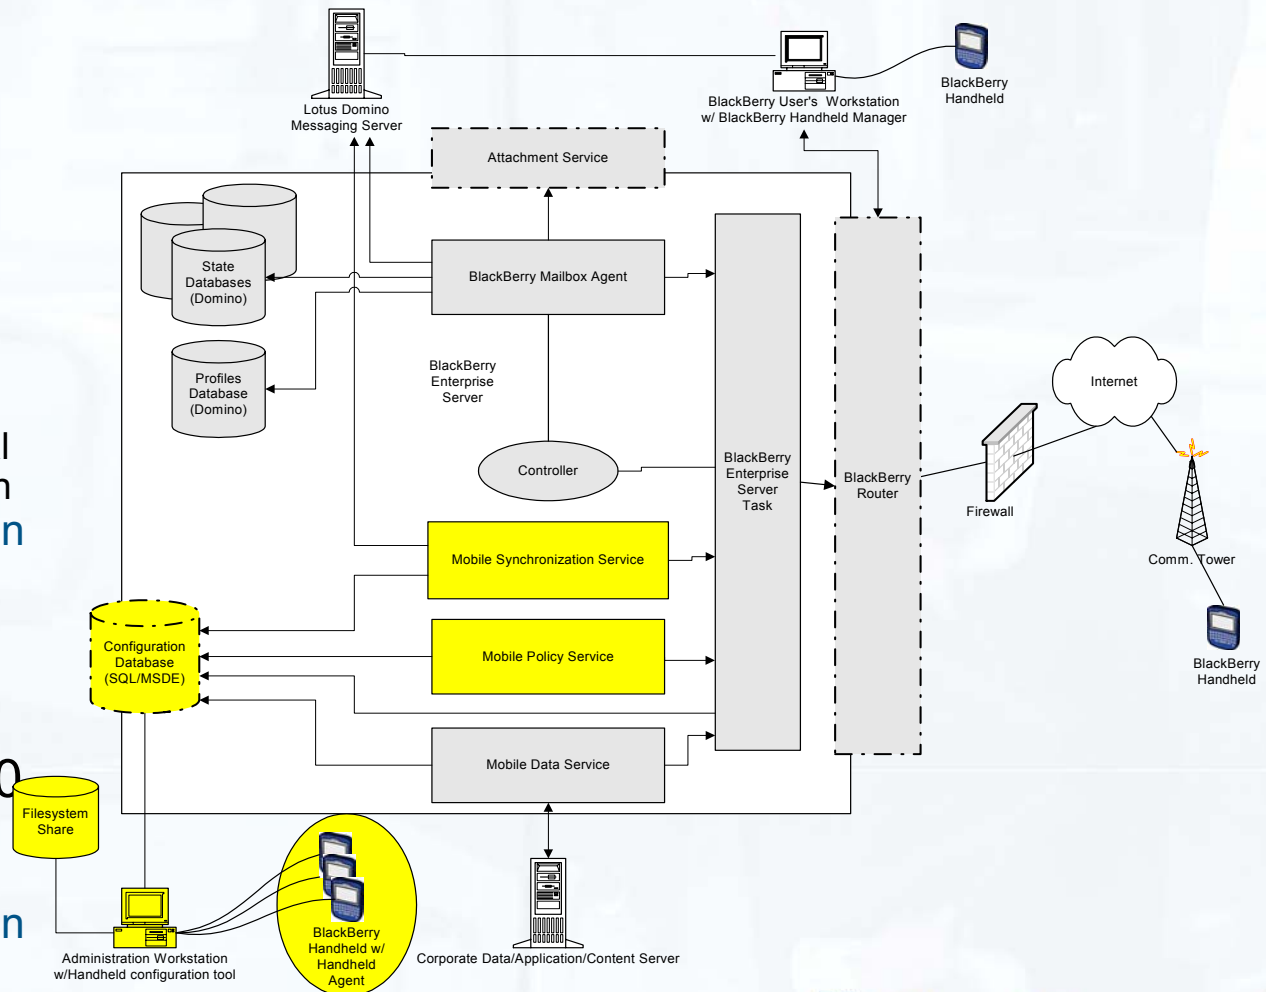 Lotus Domino
Messaging Server
BlackBerry User's Workstation
w/ BlackBerry Handheld Manager
BlackBerry
Handheld
Attachment Service
State
Databases
(Domino)
BlackBerry Mailbox Agent
Profiles
Database
(Domino)
BlackBerry
Enterprise
Server
Controller
BlackBerry
Enterprise
Server
Task
BlackBerry
Router
Internet
Firewall
Comm. Tower
BlackBerry
Handheld
Mobile Synchronization Service
Configuration
Database
(SQL/MSDE)
Mobile Policy Service
Mobile Data Service
Filesystem
Share
BlackBerry
Handheld w/
Handheld
Agent
Administration Workstation
w/Handheld configuration tool
Corporate Data/Application/Content Server